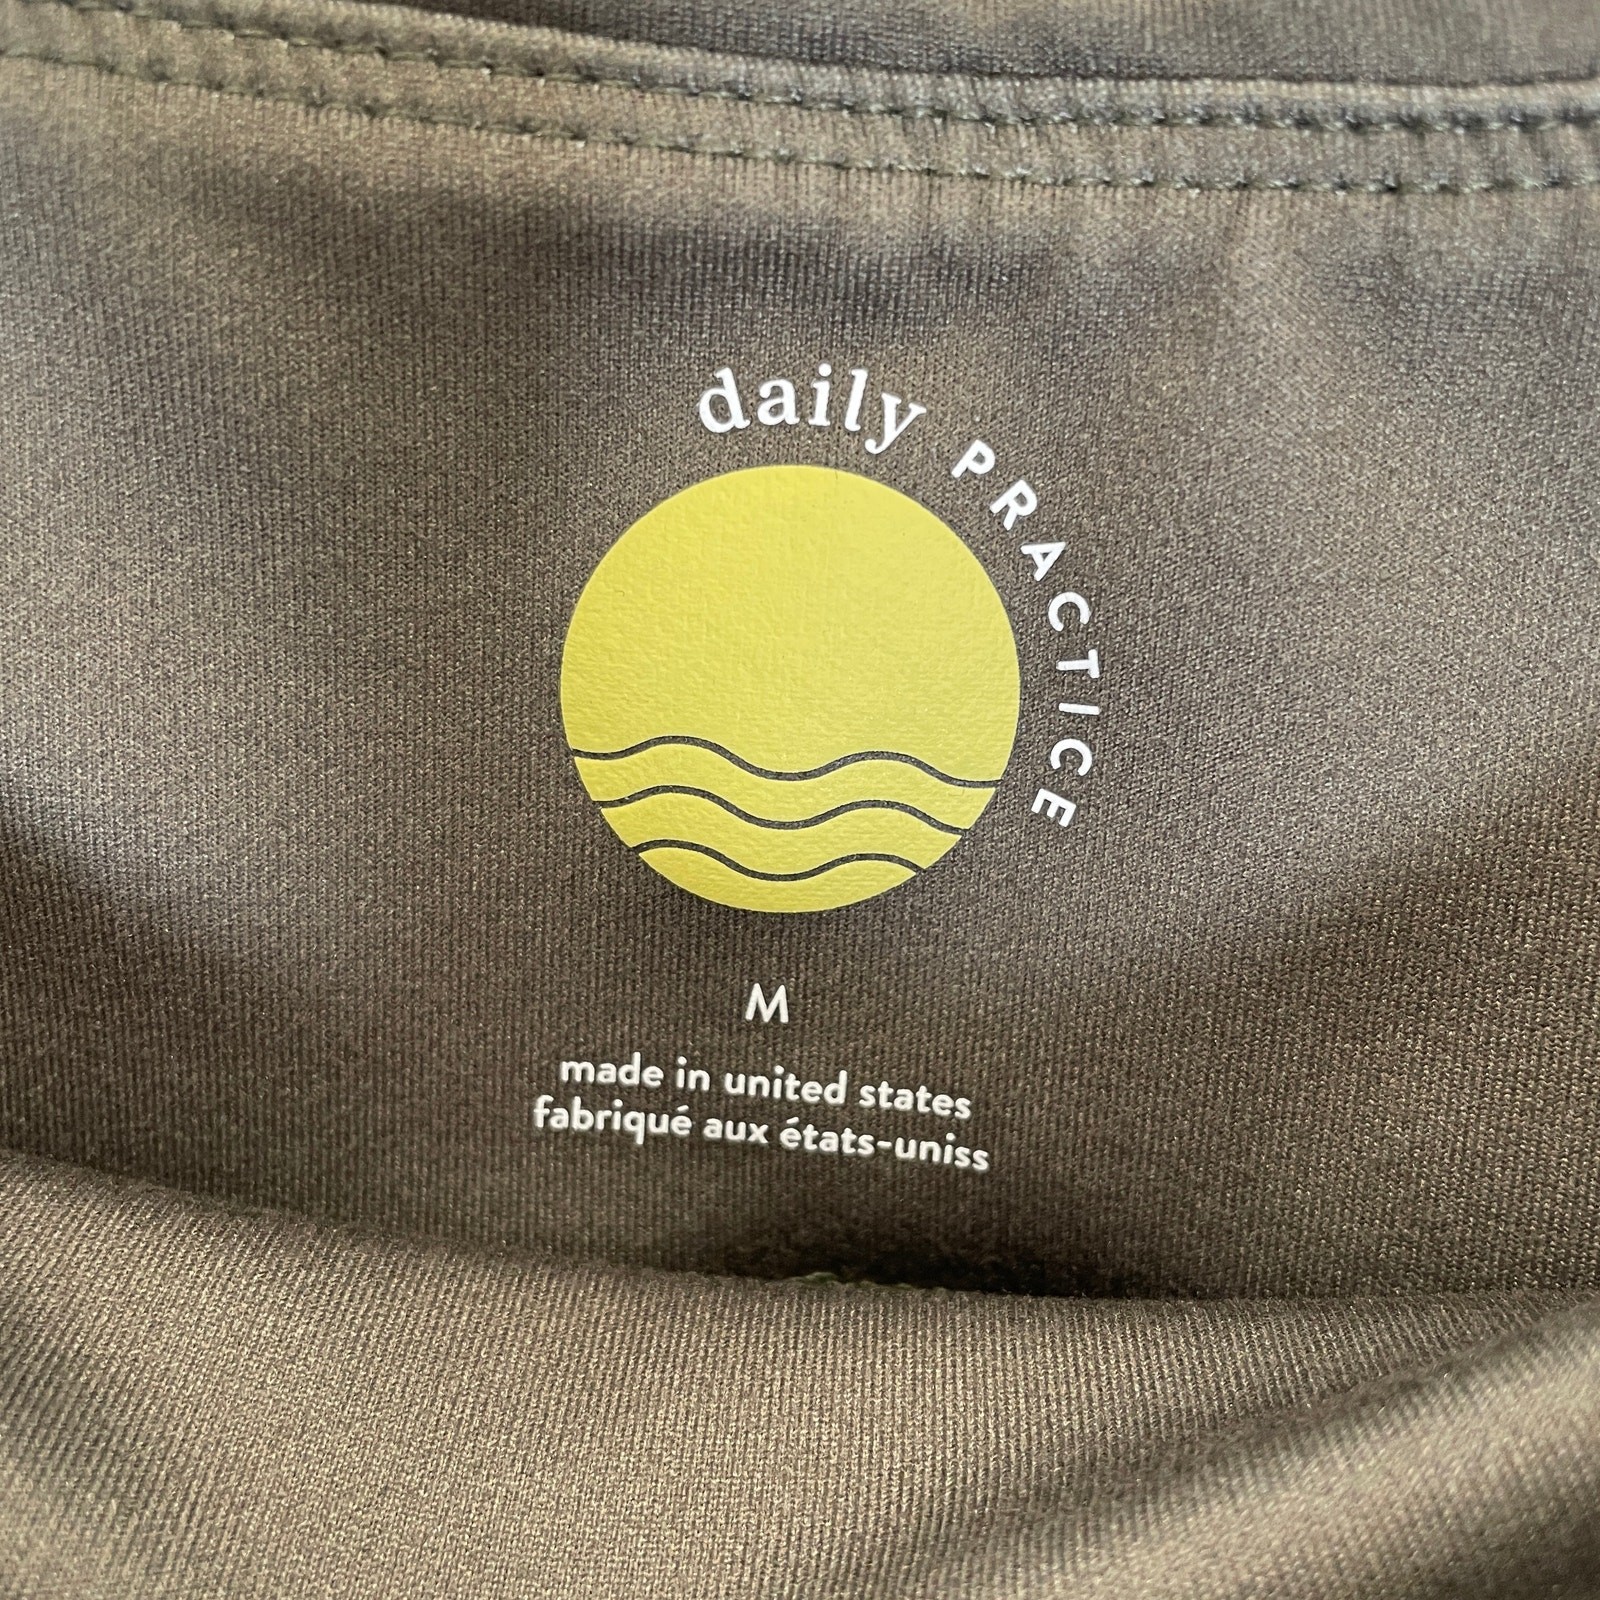 daily PRACTICE
M
made in united states
fabriqué aux états-uniss